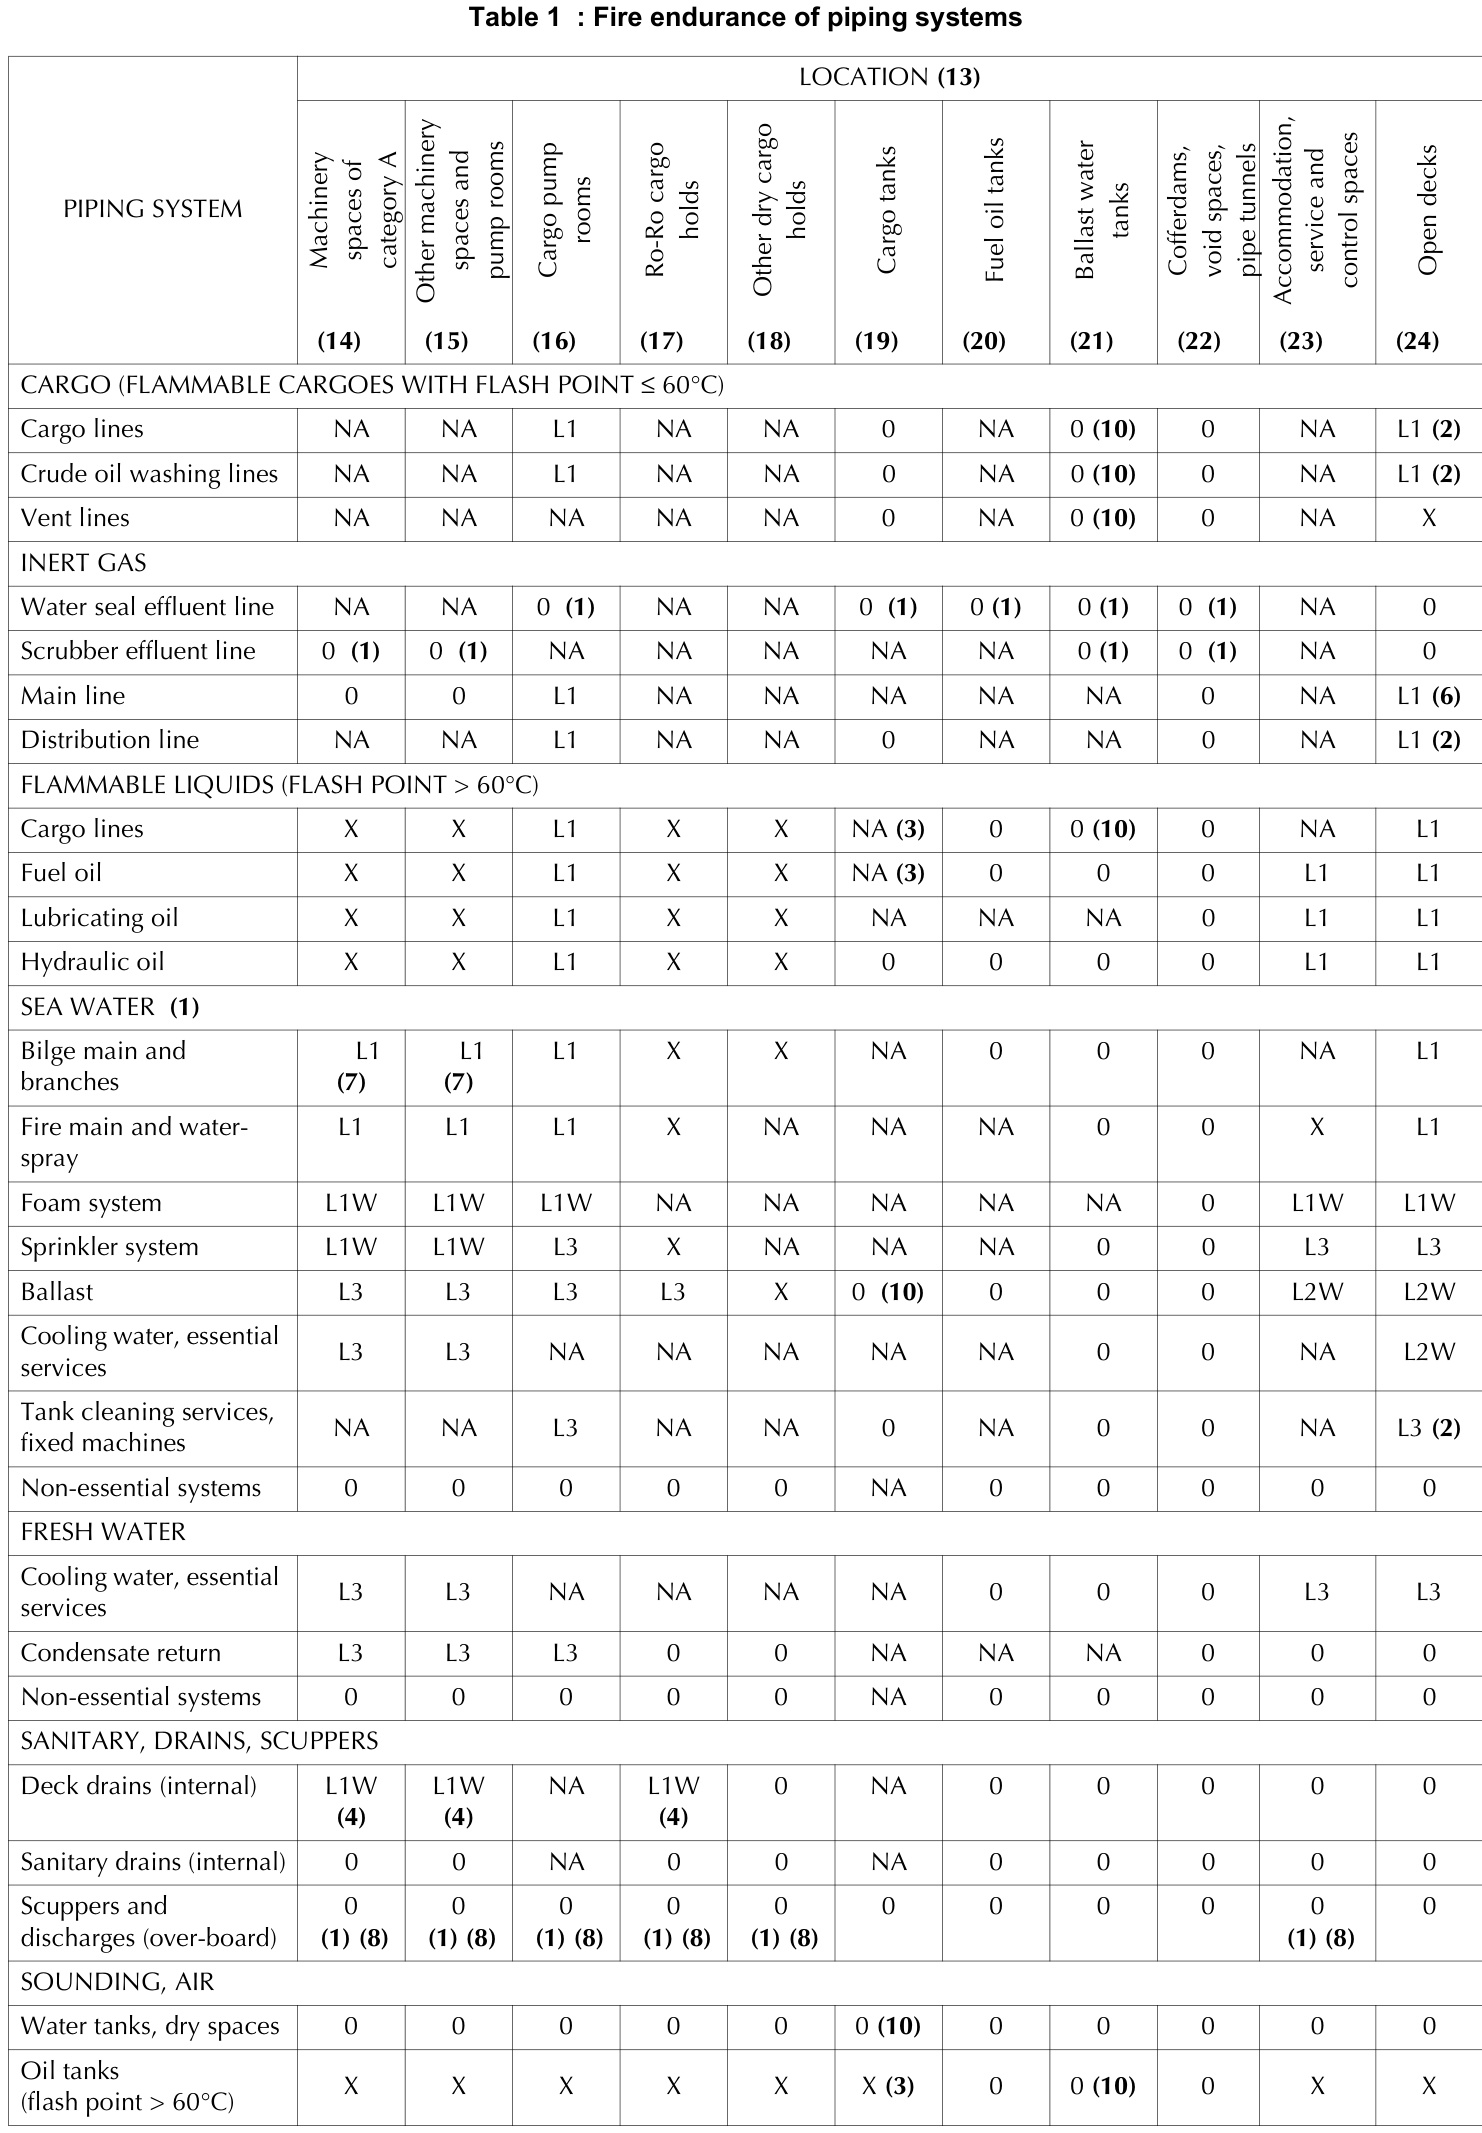 Table 1 : Fire endurance of piping systems
PIPING SYSTEM
LOCATION (13)
Machinery
spaces of
category A
(14)
Other machinery
spaces and
pump rooms
(15)
Cargo pump
rooms
(16)
Ro-Ro cargo
holds
(17)
Other dry cargo
holds
(18)
Cargo tanks
(19)
Fuel oil tanks
(20)
Ballast water
tanks
(21)
Cofferdams,
void spaces,
pipe tunnels
(22)
Accommodation,
service and
control spaces
(23)
Open decks
(24)
CARGO (FLAMMABLE CARGOES WITH FLASH POINT ≤ 60°C)
Cargo lines NA NA L1 NA NA 0 NA 0 (10) 0 NA L1 (2)
Crude oil washing lines NA NA L1 NA NA 0 NA 0 (10) 0 NA L1 (2)
Vent lines NA NA NA NA NA 0 NA 0 (10) 0 NA X
INERT GAS
Water seal effluent line NA NA 0 (1) NA NA 0 (1) 0 (1) 0 (1) 0 (1) NA 0
Scrubber effluent line 0 (1) 0 (1) NA NA NA NA NA 0 (1) 0 (1) NA 0
Main line 0 0 L1 NA NA NA NA NA 0 NA L1 (6)
Distribution line NA NA L1 NA NA 0 NA NA 0 NA L1 (2)
FLAMMABLE LIQUIDS (FLASH POINT > 60°C)
Cargo lines X X L1 X X NA (3) 0 0 (10) 0 NA L1
Fuel oil X X L1 X X NA (3) 0 0 0 L1 L1
Lubricating oil X X L1 X X NA NA NA 0 L1 L1
Hydraulic oil X X L1 X X 0 0 0 0 L1 L1
SEA WATER (1)
Bilge main and L1 L1 L1 X X NA 0 0 0 NA L1
branches (7) (7)
Fire main and water- L1 L1 L1 X NA NA NA 0 0 X L1
spray
Foam system L1W L1W L1W NA NA NA NA NA 0 L1W L1W
Sprinkler system L1W L1W L3 X NA NA NA 0 0 L3 L3
Ballast L3 L3 L3 L3 X 0 (10) 0 0 0 L2W L2W
Cooling water, essential
services L3 L3 NA NA NA NA NA 0 0 NA L2W
Tank cleaning services,
fixed machines NA NA L3 NA NA 0 NA 0 0 NA L3 (2)
Non-essential systems 0 0 0 0 0 NA 0 0 0 0 0
FRESH WATER
Cooling water, essential
services L3 L3 NA NA NA NA 0 0 0 L3 L3
Condensate return L3 L3 L3 0 0 NA NA NA 0 0 0
Non-essential systems 0 0 0 0 0 NA 0 0 0 0 0
SANITARY, DRAINS, SCUPPERS
Deck drains (internal) L1W L1W NA L1W 0 NA 0 0 0 0 0
(4) (4) (4)
Sanitary drains (internal) 0 0 NA 0 0 NA 0 0 0 0 0
Scuppers and 0 0 0 0 0 0 0 0 0 0 0
discharges (over-board) (1) (8) (1) (8) (1) (8) (1) (8) (1) (8) (1) (8)
SOUNDING, AIR
Water tanks, dry spaces 0 0 0 0 0 0 (10) 0 0 0 0 0
Oil tanks
(flash point > 60°C) X X X X X X (3) 0 0 (10) 0 X X